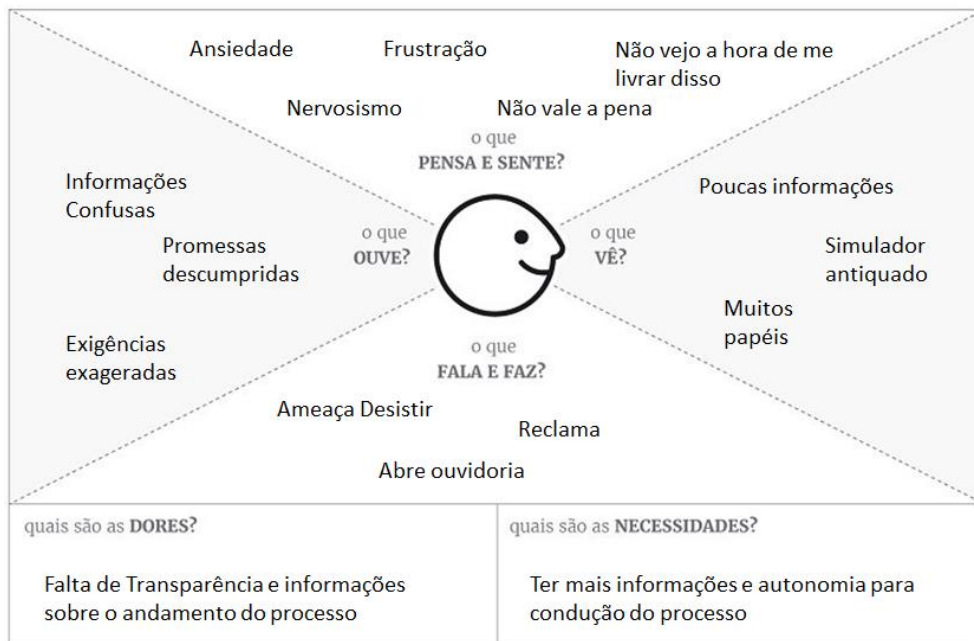 Ansiedade
Frustração
Não vejo a hora de me
livrar disso
Nervosismo
Não vale a pena
o que
PENSA E SENTE?
Informações
Confusas
Promessas
descumpridas
Exigências
exageradas
o que
OUVE?
o que
VÊ?
Poucas informações
Simulador
antiquado
Muitos
papéis
o que
FALA E FAZ?
Ameaça Desistir
Reclama
Abre ouvidoria
quais são as DORES?
Falta de Transparência e informações
sobre o andamento do processo
quais são as NECESSIDADES?
Ter mais informações e autonomia para
condução do processo